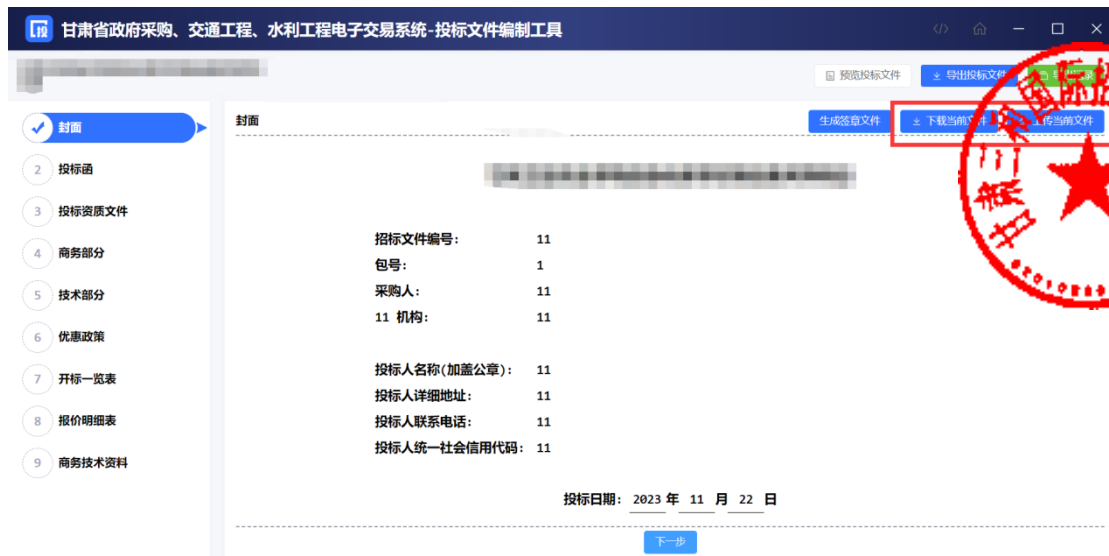 投 甘肃省政府采购、交通工程、水利工程电子交易系统-投标文件编制工具
预览投标文件 导出投标文件
封面
2 投标函
3 投标资质文件
4 商务部分
5 技术部分
6 优惠政策
7 开标一览表
8 报价明细表
9 商务技术资料
封面 生成签章文件 下载当前文件 上传当前文件
招标文件编号: 11
包号: 1
采购人: 11
11 机构: 11
投标人名称(加盖公章): 11
投标人详细地址: 11
投标人联系电话: 11
投标人统一社会信用代码: 11
投标日期: 2023 年 11 月 22 日
下一步
甘肃三和国际招